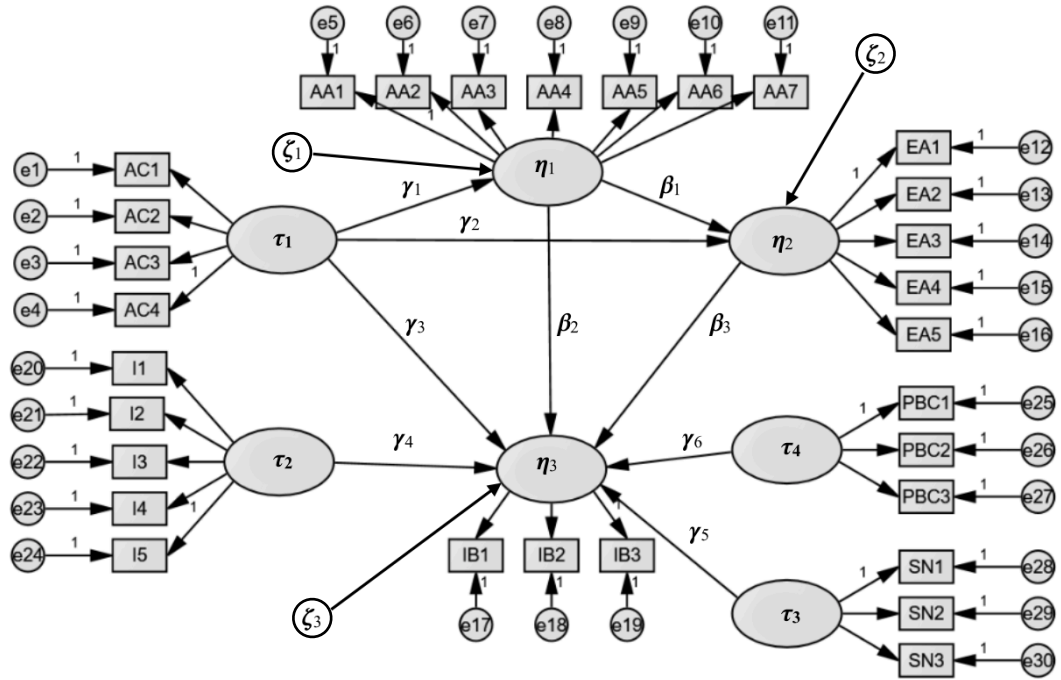 e5 e6 e7 e8 e9 e10 e11
1 1 1 1 1 1 1
ζ2
AA1 AA2 AA3 AA4 AA5 AA6 AA7
1
ζ1
η1
γ1
β1
γ2
e1 1 AC1
e2 1 AC2
e3 1 AC3
e4 1 AC4
1
τ1
η2
1
EA1 1 e12
EA2 1 e13
EA3 1 e14
EA4 1 e15
EA5 1 e16
γ3
β2
β3
e20 1 I1
e21 1 I2
e22 1 I3
e23 1 I4
e24 1 I5
1
τ2
γ4
η3
γ6
τ4
1
PBC1 1 e25
PBC2 1 e26
PBC3 1 e27
1
γ5
IB1 IB2 IB3
1 1 1
e17 e18 e19
ζ3
τ3
1
SN1 1 e28
SN2 1 e29
SN3 1 e30